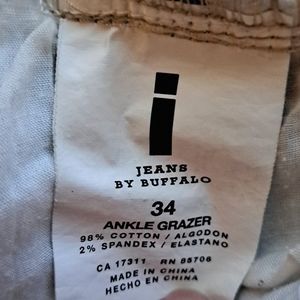 i
JEANS
BY BUFFALO
34
ANKLE GRAZER
98% COTTON / ALGODON
2% SPANDEX / ELASTANO
CA 17311 RN 86706
MADE IN CHINA
HECHO EN CHINA